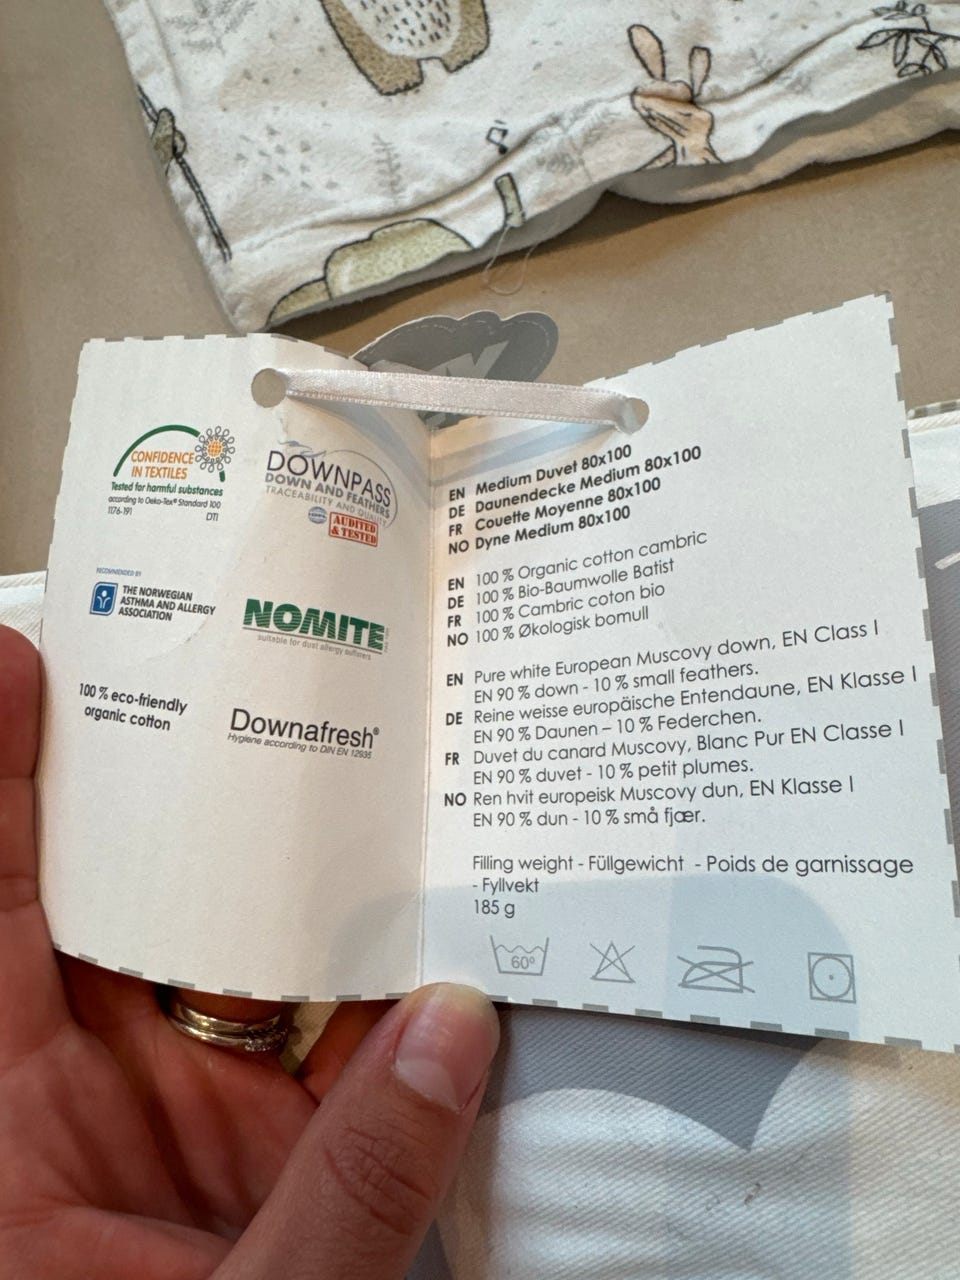 CONFIDENCE
IN TEXTILES
Tested for harmful substances
according to Oeko-Tex® Standard 100
1176-191
DTI
DOWNPASS
DOWN AND FEATHERS
TRACEABILITY AND QUALITY
AUDITED
& TESTED
RECOMMENDED BY
THE NORWEGIAN
ASTHMA AND ALLERGY
ASSOCIATION
NOMITE
suitable for dust allergy sufferers
100 % eco-friendly
organic cotton
Downafresh®
Hygiene according to DIN EN 12935
EN Medium Duvet 80x100
DE Daunendecke Medium 80x100
FR Couette Moyenne 80x100
NO Dyne Medium 80x100
EN 100 % Organic cotton cambric
DE 100 % Bio-Baumwolle Batist
FR 100 % Cambric coton bio
NO 100 % Økologisk bomull
EN Pure white European Muscovy down, EN Class I
EN 90 % down - 10 % small feathers.
DE Reine weisse europäische Entendaune, EN Klasse I
EN 90 % Daunen – 10 % Federchen.
FR Duvet du canard Muscovy, Blanc Pur EN Classe I
EN 90 % duvet - 10 % petit plumes.
NO Ren hvit europeisk Muscovy dun, EN Klasse I
EN 90 % dun - 10 % små fjær.
Filling weight - Füllgewicht - Poids de garnissage
- Fyllvekt
185 g
60°